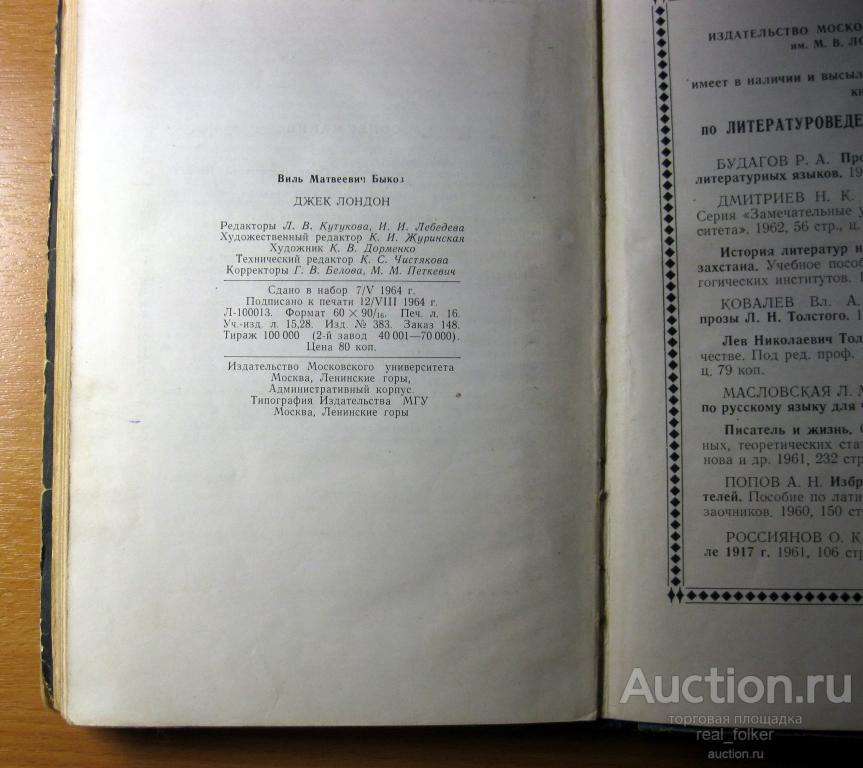 Виль Матвеевич Быков
ДЖЕК ЛОНДОН
Редакторы Л. В. Кутукова, И. И. Лебедева
Художественный редактор К. И. Журинская
Художник К. В. Дорменко
Технический редактор К. С. Чистякова
Корректоры Г. В. Белова, М. М. Петкевич
Сдано в набор 7/V 1964 г.
Подписано к печати 12/VIII 1964 г.
Л-100013. Формат 60 × 90/16. Печ. л. 16.
Уч.-изд. л. 15,28. Изд. № 383. Заказ 148.
Тираж 100 000 (2-й завод 40 001—70 000).
Цена 80 коп.
Издательство Московского университета
Москва, Ленинские горы,
Административный корпус.
Типография Издательства МГУ
Москва, Ленинские горы
ИЗДАТЕЛЬСТВО МОСКО
им. М. В. ЛО
имеет в наличии и высыл
кн
по ЛИТЕРАТУРОВЕДЕ
БУДАГОВ Р. А. Про
литературных языков. 19
ДМИТРИЕВ Н. К.
Серия «Замечательные у
ситета». 1962, 56 стр., ц.
История литератур н
захстана. Учебное пособ
гогических институтов. 1
КОВАЛЕВ Вл. А.
прозы Л. Н. Толстого. 1
Лев Николаевич Тол
честве. Под ред. проф.
ц. 79 коп.
МАСЛОВСКАЯ Л. М
по русскому языку для
Писатель и жизнь. С
ных, теоретических стат
нова и др. 1961, 232 стр
ПОПОВ А. Н. Избр
телей. Пособие по лати
заочников. 1960, 150 ст
РОССИЯНОВ О. К
ле 1917 г. 1961, 106 стр
Auction.ru
торговая площадка
real_folker
auction.ru